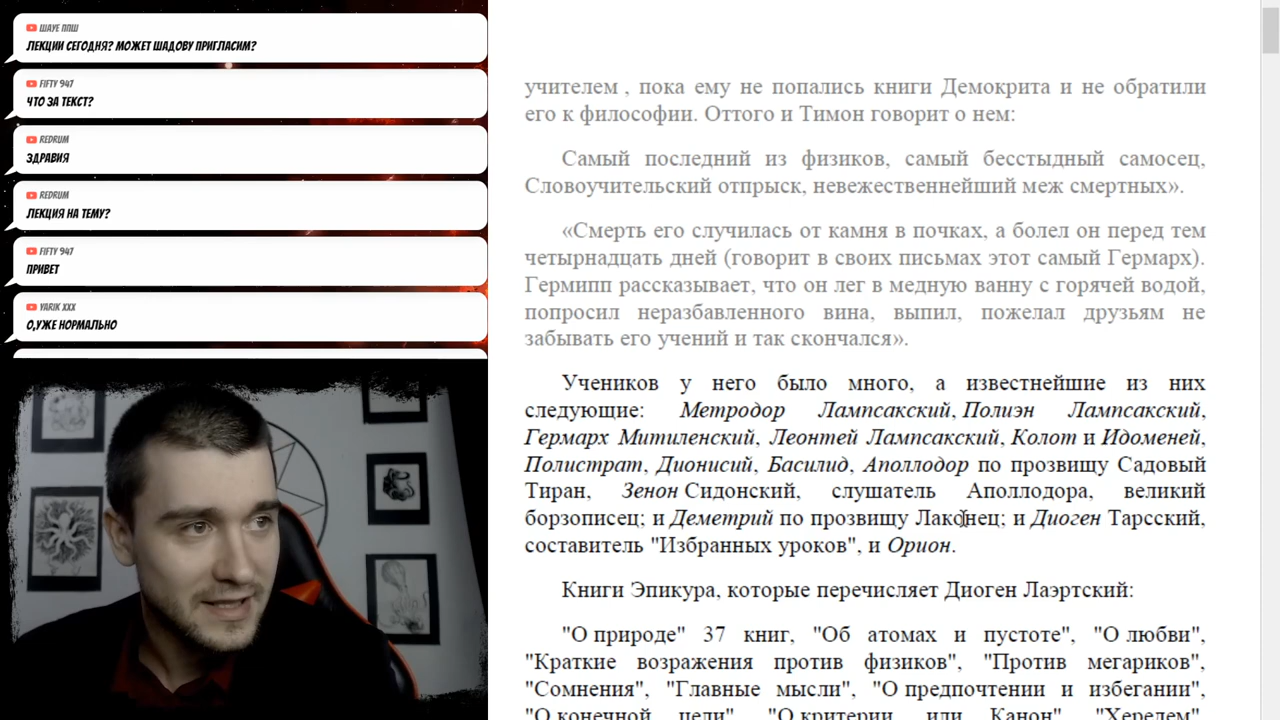 ШАУЕ ППШ
ЛЕКЦИИ СЕГОДНЯ? МОЖЕТ ШАДОВУ ПРИГЛАСИМ?
FIFTY 947
ЧТО ЗА ТЕКСТ?
REDRUM
ЗДРАВИЯ
REDRUM
ЛЕКЦИЯ НА ТЕМУ?
FIFTY 947
ПРИВЕТ
YARIK XXX
О,УЖЕ НОРМАЛЬНО
учителем , пока ему не попались книги Демокрита и не обратили
его к философии. Оттого и Тимон говорит о нем:
Самый последний из физиков, самый бесстыдный самосец,
Словоучительский отпрыск, невежественнейший меж смертных».
«Смерть его случилась от камня в почках, а болел он перед тем
четырнадцать дней (говорит в своих письмах этот самый Гермарх).
Гермипп рассказывает, что он лег в медную ванну с горячей водой,
попросил неразбавленного вина, выпил, пожелал друзьям не
забывать его учений и так скончался».
Учеников у него было много, а известнейшие из них
следующие: Метродор Лампсакский, Полиэн Лампсакский,
Гермарх Митиленский, Леонтей Лампсакский, Колот и Идоменей,
Полистрат, Дионисий, Басилид, Аполлодор по прозвищу Садовый
Тиран, Зенон Сидонский, слушатель Аполлодора, великий
борзописец; и Деметрий по прозвищу Лаконец; и Диоген Тарсский,
составитель "Избранных уроков", и Орион.
Книги Эпикура, которые перечисляет Диоген Лаэртский:
"О природе" 37 книг, "Об атомах и пустоте", "О любви",
"Краткие возражения против физиков", "Против мегариков",
"Сомнения", "Главные мысли", "О предпочтении и избегании",
"О конечной цели", "О критерии, или Канон", "Хередем",